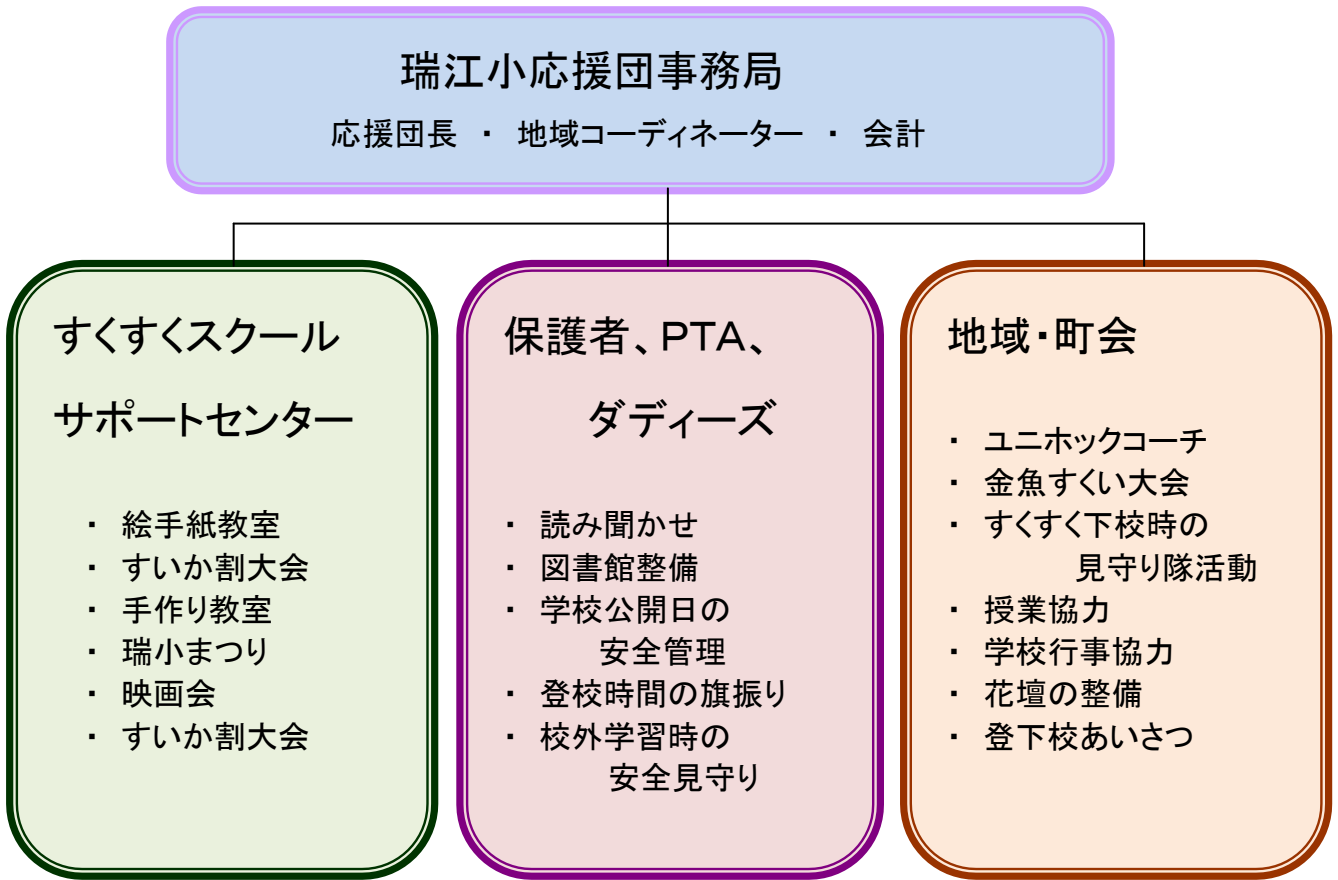 瑞江小応援団事務局
応援団長 ・ 地域コーディネーター ・ 会計
すくすくスクール
サポートセンター
・ 絵手紙教室
・ すいか割大会
・ 手作り教室
・ 瑞小まつり
・ 映画会
・ すいか割大会
保護者、PTA、
ダディーズ
・ 読み聞かせ
・ 図書館整備
・ 学校公開日の
安全管理
・ 登校時間の旗振り
・ 校外学習時の
安全見守り
地域・町会
・ ユニホックコーチ
・ 金魚すくい大会
・ すくすく下校時の
見守り隊活動
・ 授業協力
・ 学校行事協力
・ 花壇の整備
・ 登下校あいさつ